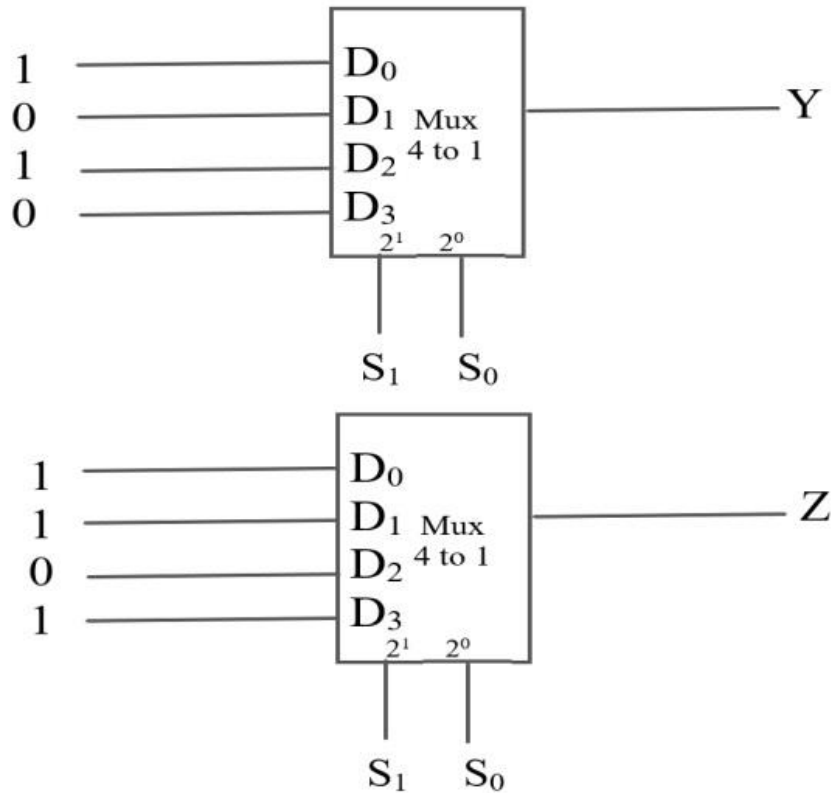 1 D₀
0 D₁ Mux Y
1 D₂ 4 to 1
0 D₃
2¹ 2⁰
S₁ S₀
1 D₀
1 D₁ Mux Z
0 D₂ 4 to 1
1 D₃
2¹ 2⁰
S₁ S₀